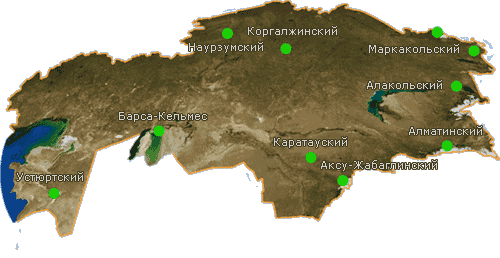 Коргалжинский
Наурзумский
Маркакольский
Алакольский
Барса-Кельмес
Алматинский
Каратауский
Аксу-Жабаглинский
Устюртский